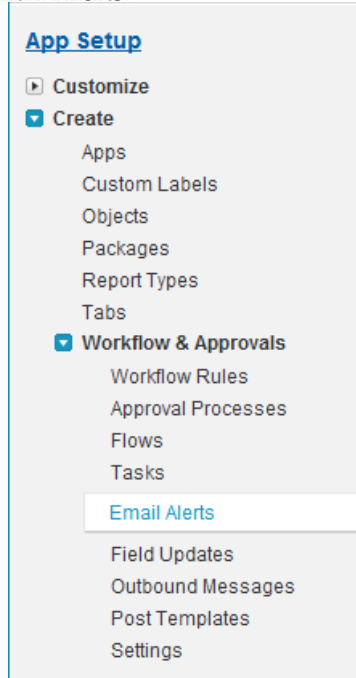 App Setup
Customize
Create
Apps
Custom Labels
Objects
Packages
Report Types
Tabs
Workflow & Approvals
Workflow Rules
Approval Processes
Flows
Tasks
Email Alerts
Field Updates
Outbound Messages
Post Templates
Settings